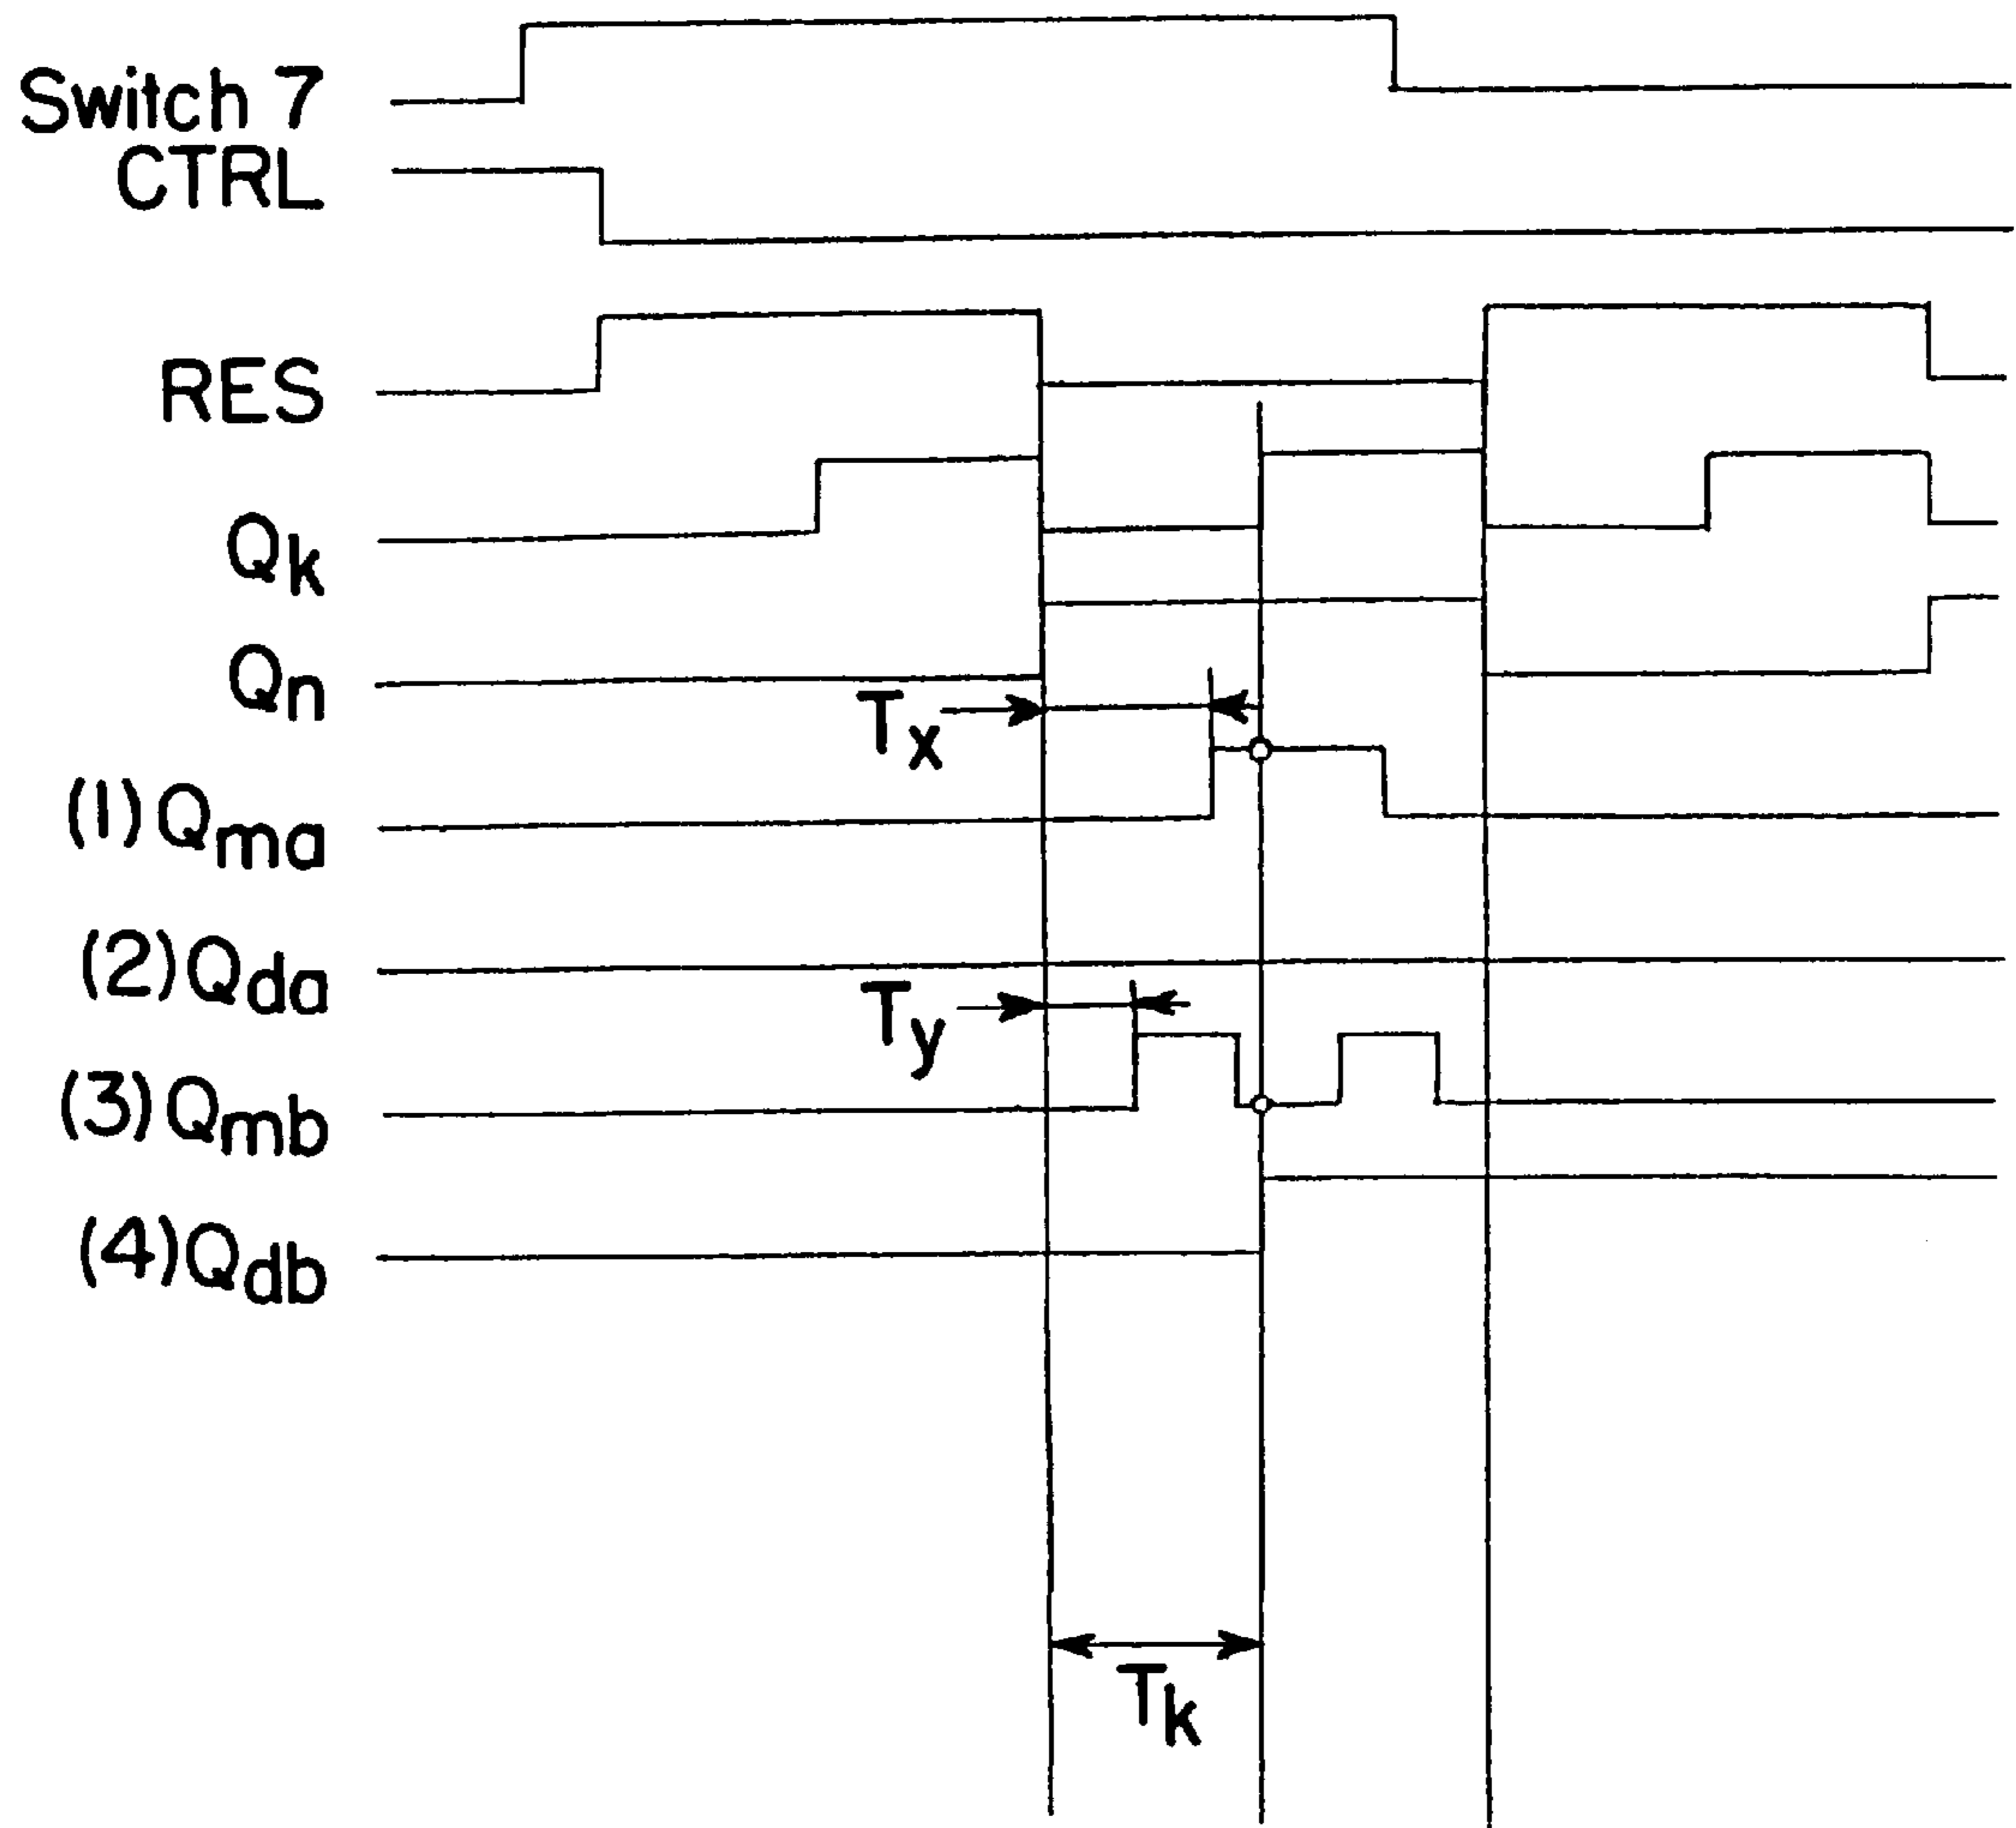 Switch 7
CTRL
RES
Qk
Qn
Tx
(1)Qma
(2)Qda
Ty
(3)Qmb
(4)Qdb
Tk